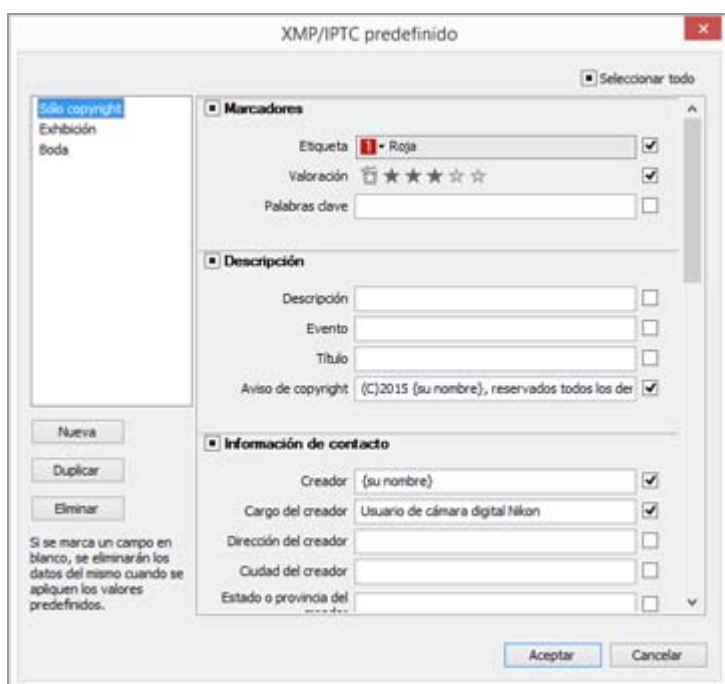 XMP/IPTC predefinido
Seleccionar todo
Sólo copyright
Exhibición
Boda
Marcadores
Etiqueta 1 Roja
Valoración
Palabras clave
Descripción
Descripción
Evento
Título
Aviso de copyright (C)2015 {su nombre}, reservados todos los der
Información de contacto
Creador {su nombre}
Cargo del creador Usuario de cámara digital Nikon
Dirección del creador
Ciudad del creador
Estado o provincia del
Nueva
Duplicar
Eliminar
Si se marca un campo en
blanco, se eliminarán los
datos del mismo cuando se
apliquen los valores
predefinidos.
Aceptar Cancelar